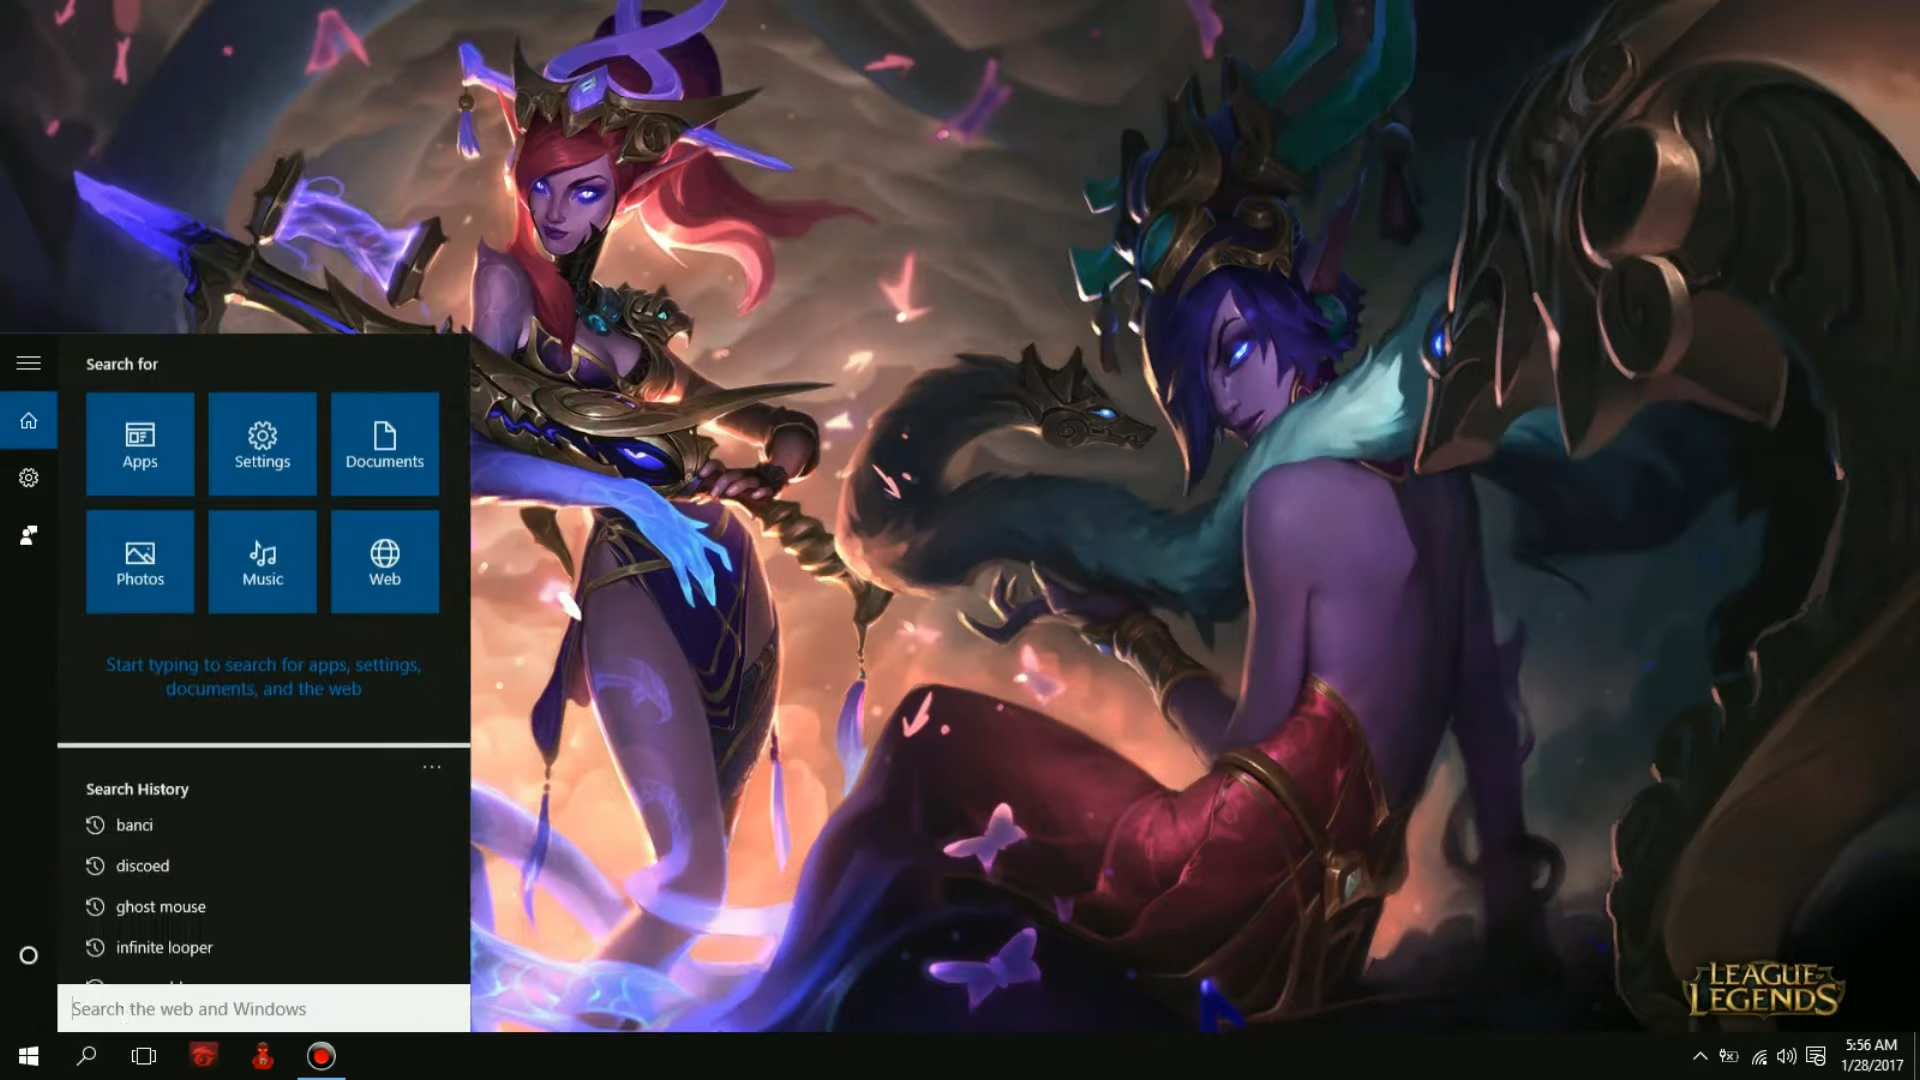 Search for
Apps
Settings
Documents
Photos
Music
Web
Start typing to search for apps, settings,
documents, and the web
...
Search History
banci
discoed
ghost mouse
infinite looper
Search the web and Windows
LEAGUE OF
LEGENDS
5:56 AM
1/28/2017